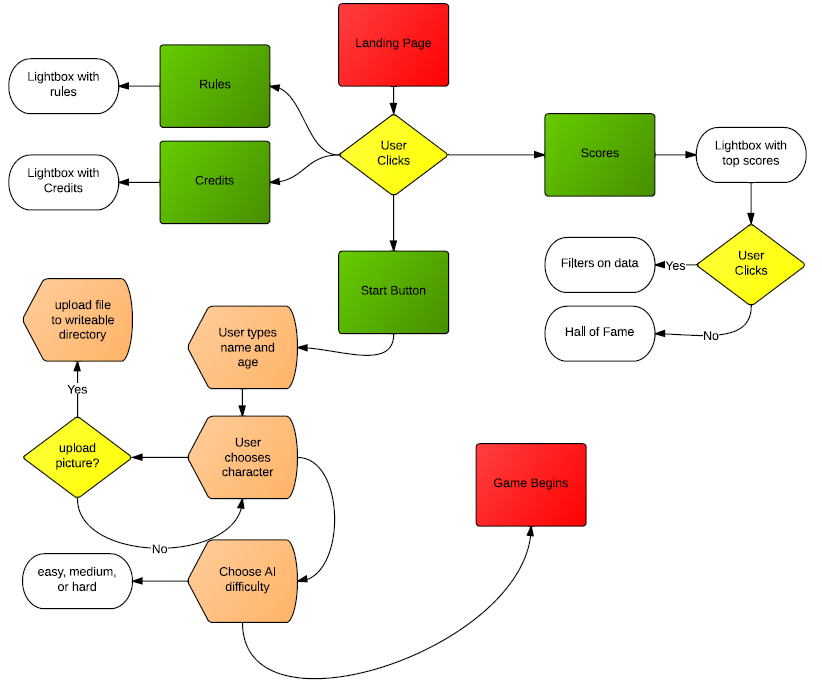 Landing Page
Lightbox with
rules
Rules
User
Clicks
Scores
Lightbox with
top scores
Lightbox with
Credits
Credits
User
Clicks
Filters on data
Yes
Hall of Fame
No
Start Button
upload file
to writeable
directory
User types
name and
age
Yes
upload
picture?
User
chooses
character
No
Game Begins
easy, medium,
or hard
Choose AI
difficulty